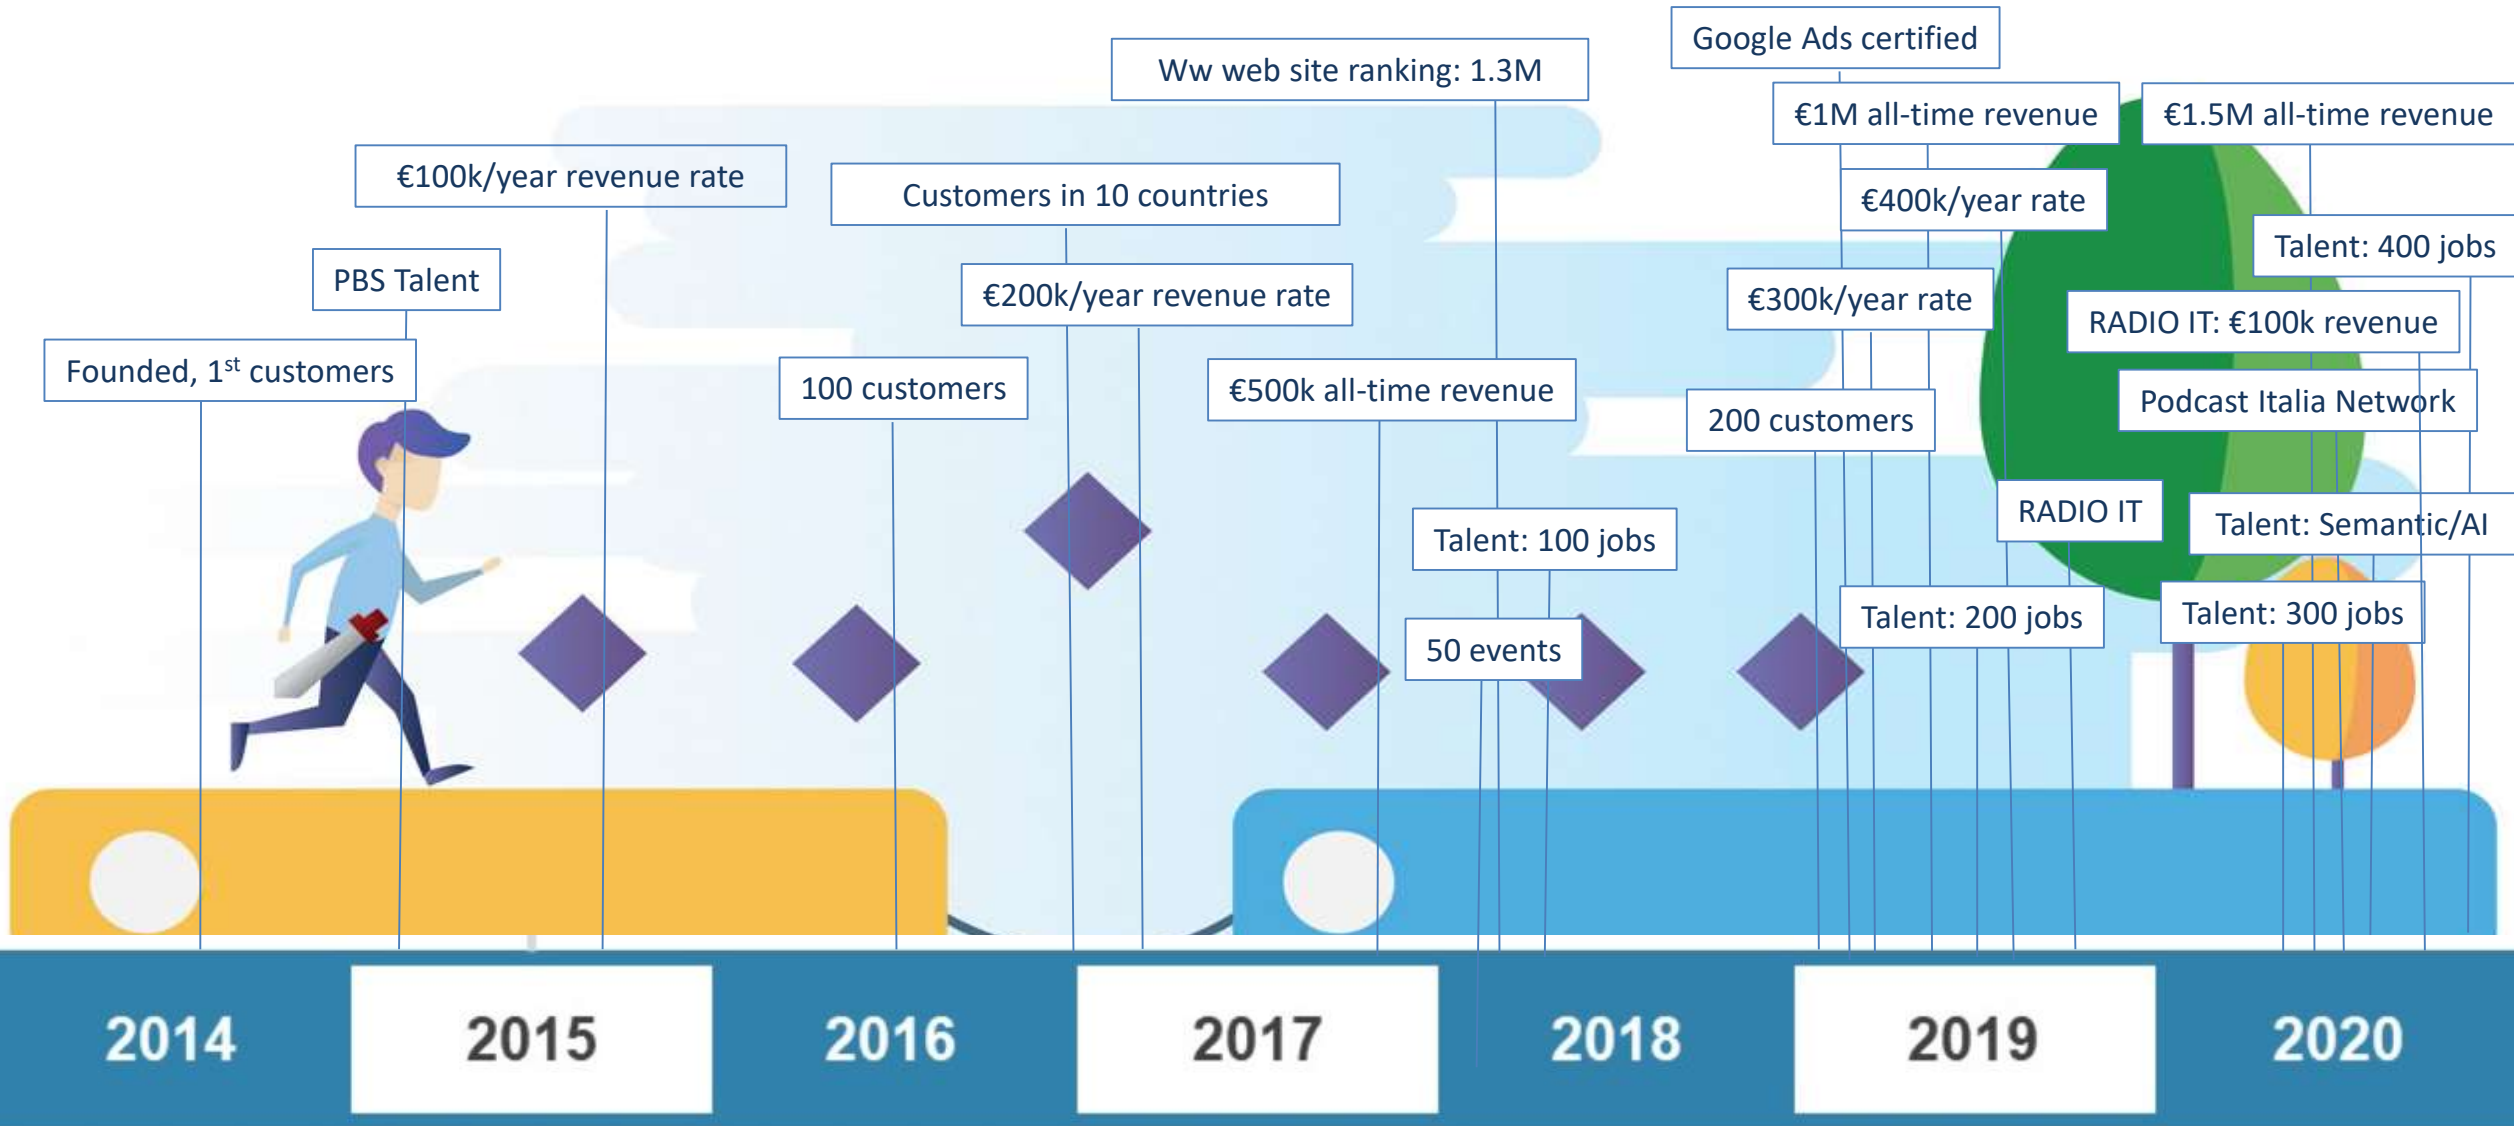 Google Ads certified
Ww web site ranking: 1.3M
€1M all-time revenue
€1.5M all-time revenue
€100k/year revenue rate
Customers in 10 countries
€400k/year rate
Talent: 400 jobs
PBS Talent
€200k/year revenue rate
€300k/year rate
RADIO IT: €100k revenue
Founded, 1st customers
100 customers
€500k all-time revenue
200 customers
Podcast Italia Network
RADIO IT
Talent: Semantic/AI
Talent: 100 jobs
Talent: 200 jobs
Talent: 300 jobs
50 events
2014 2015 2016 2017 2018 2019 2020